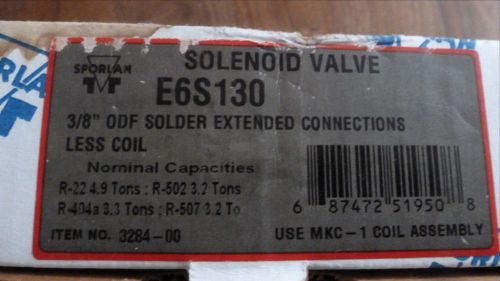 SPORLAN
SOLENOID VALVE
SPORLAN
E6S130
3/8" ODF SOLDER EXTENDED CONNECTIONS
LESS COIL
Nominal Capacities
R-22 4.9 Tons ; R-502 3.2 Tons
R-404a 3.3 Tons ; R-507 3.2 To
6 87472 51950 8
ITEM NO. 3284-00
USE MKC-1 COIL ASSEMBLY